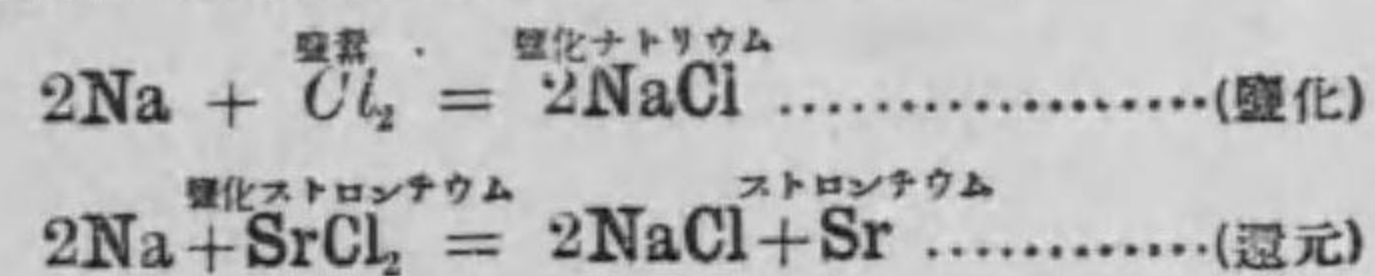 鹽素 鹽化ナトリウム
2Na + Cl₂ = 2NaCl ..................(鹽化)
鹽化ストロンチウム ストロンチウム
2Na+SrCl₂ = 2NaCl+Sr ............(還元)